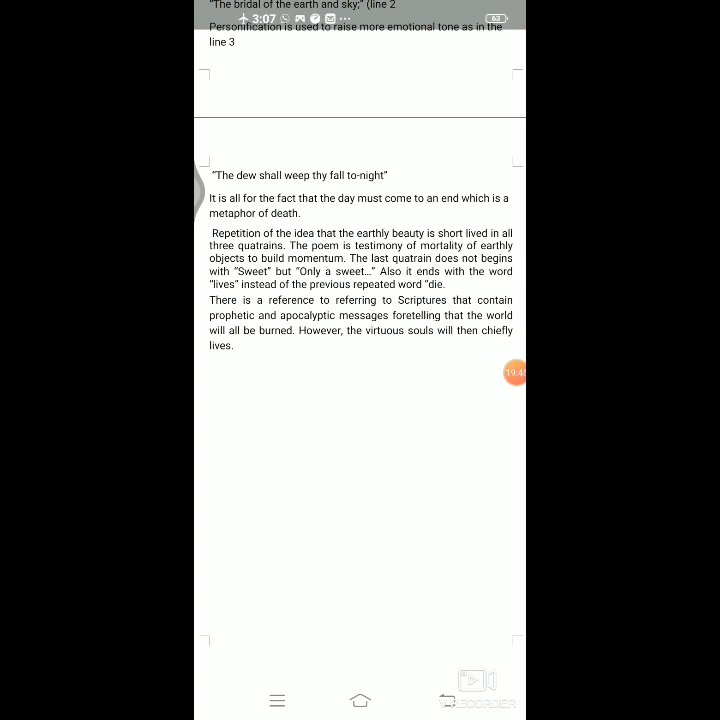 "The bridal of the earth and sky;" (line 2
3:07
63
Personification is used to raise more emotional tone as in the
line 3
"The dew shall weep thy fall to-night"
It is all for the fact that the day must come to an end which is a
metaphor of death.
Repetition of the idea that the earthly beauty is short lived in all
three quatrains. The poem is testimony of mortality of earthly
objects to build momentum. The last quatrain does not begins
with "Sweet" but "Only a sweet..." Also it ends with the word
"lives" instead of the previous repeated word "die.
There is a reference to referring to Scriptures that contain
prophetic and apocalyptic messages foretelling that the world
will all be burned. However, the virtuous souls will then chiefly
lives.
RECORDER